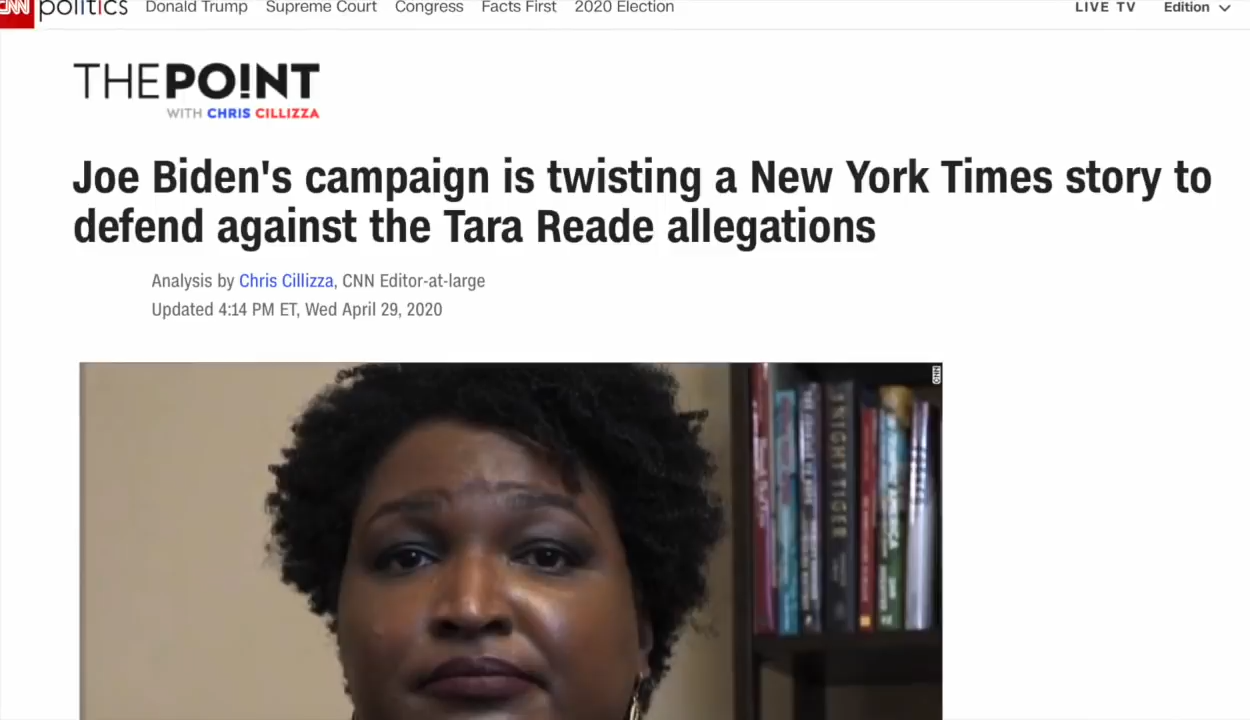 CNN politics Donald Trump Supreme Court Congress Facts First 2020 Election LIVE TV Edition
THE PO!NT
WITH CHRIS CILLIZZA
Joe Biden's campaign is twisting a New York Times story to
defend against the Tara Reade allegations
Analysis by Chris Cillizza, CNN Editor-at-large
Updated 4:14 PM ET, Wed April 29, 2020
CNN
NIGHT TIGER